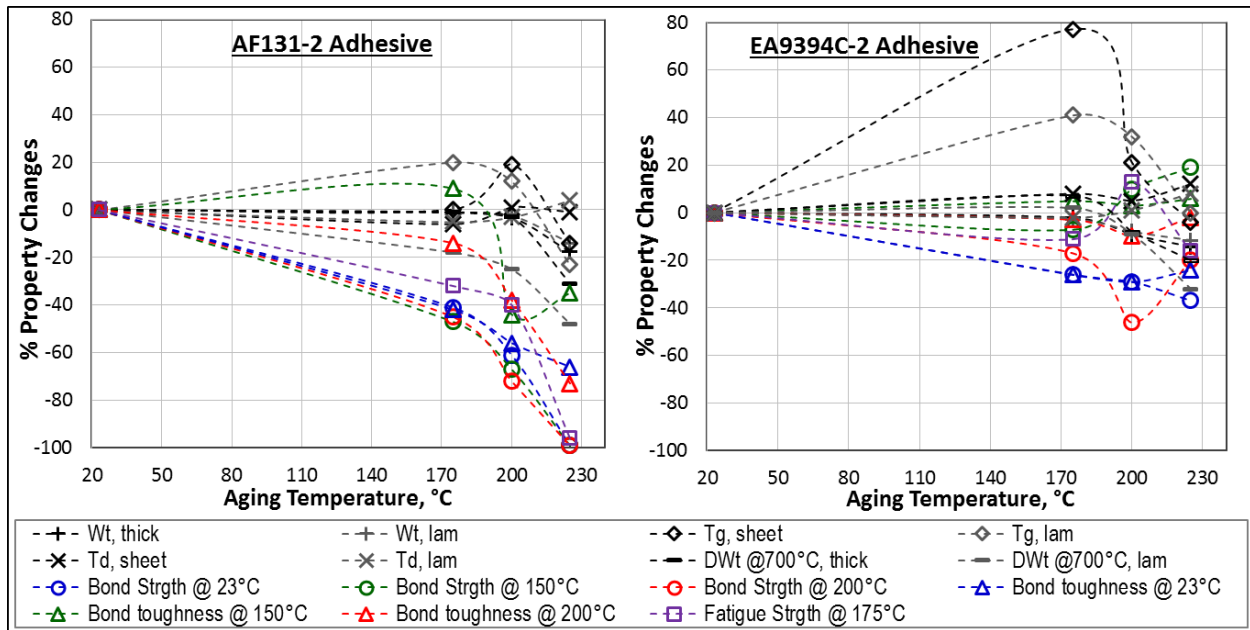 AF131-2 Adhesive
% Property Changes
80
60
40
20
0
-20
-40
-60
-80
-100
20 50 80 110 140 170 200 230
Aging Temperature, °C
EA9394C-2 Adhesive
% Property Changes
80
60
40
20
0
-20
-40
-60
-80
-100
20 50 80 110 140 170 200 230
Aging Temperature, °C
Wt, thick Wt, lam Tg, sheet Tg, lam
Td, sheet Td, lam DWt @700°C, thick DWt @700°C, lam
Bond Strgth @ 23°C Bond Strgth @ 150°C Bond Strgth @ 200°C Bond toughness @ 23°C
Bond toughness @ 150°C Bond toughness @ 200°C Fatigue Strgth @ 175°C